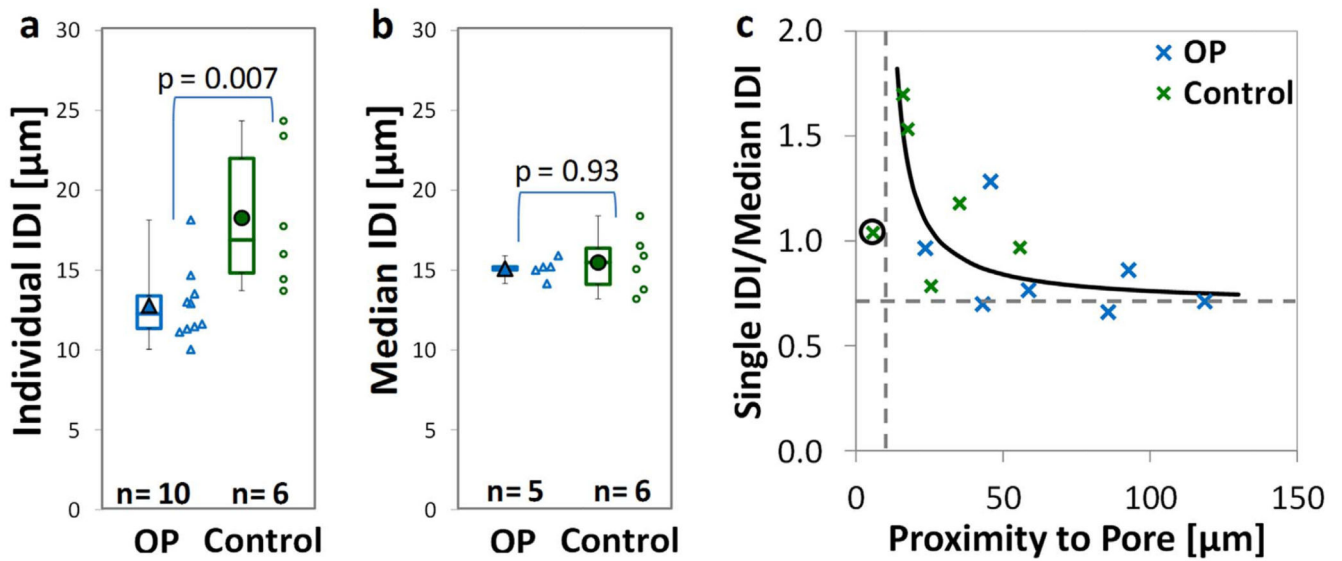 a
Individual IDI [µm]
30
25
20
15
10
5
0
p = 0.007
n= 10
n= 6
OP
Control
b
Median IDI [µm]
30
25
20
15
10
5
0
p = 0.93
n= 5
n= 6
OP
Control
c
Single IDI/Median IDI
2.0
1.5
1.0
0.5
0.0
OP
Control
0
50
100
150
Proximity to Pore [µm]